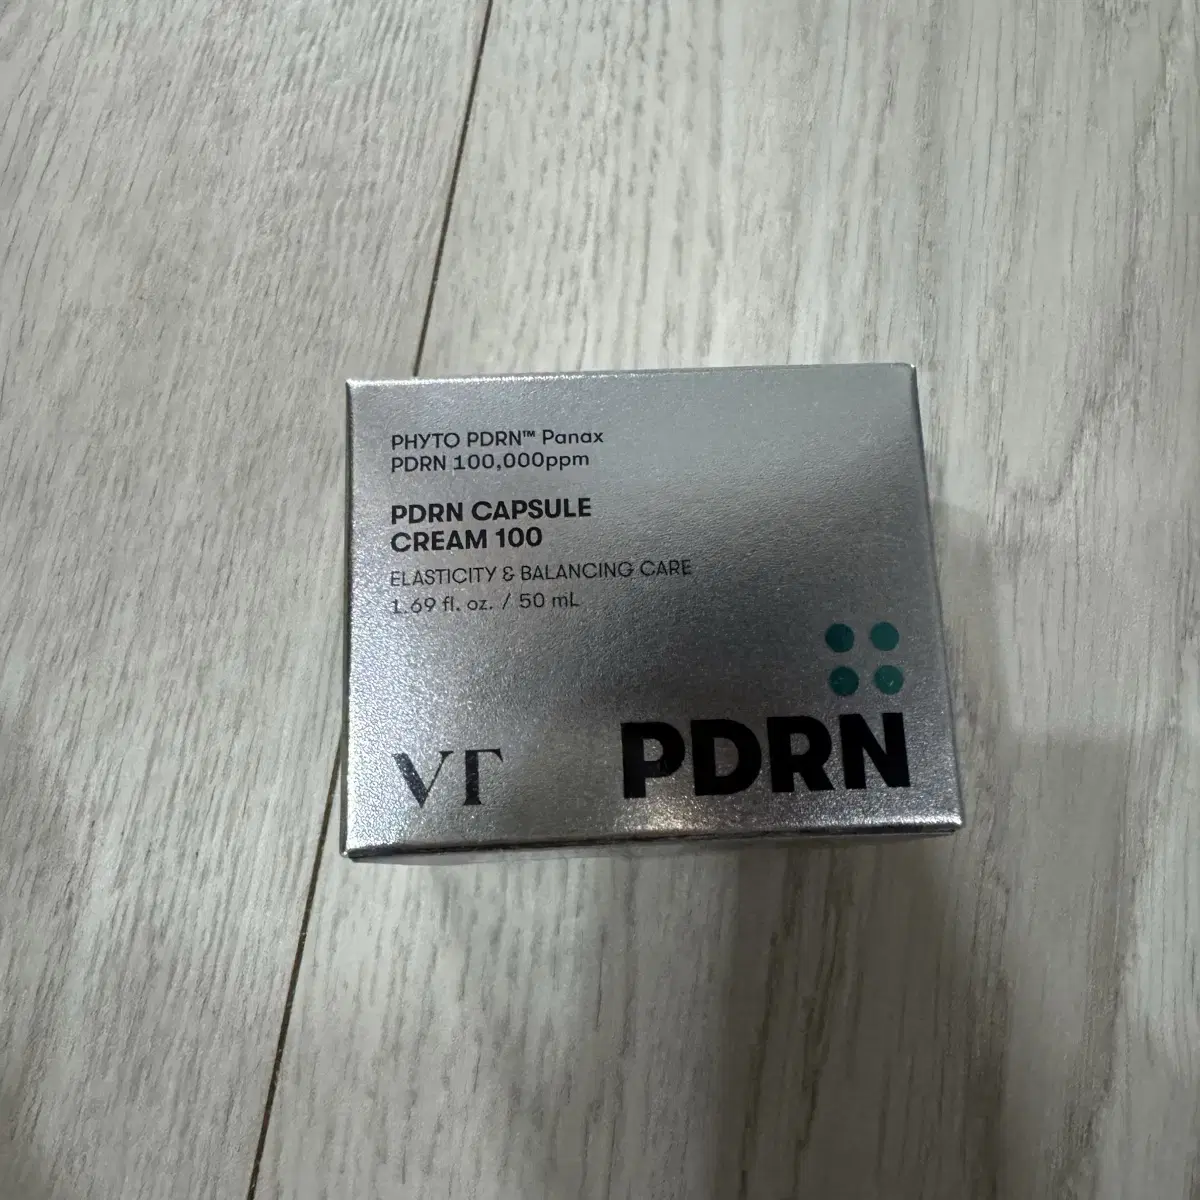 PHYTO PDRN™ Panax
PDRN 100,000ppm
PDRN CAPSULE
CREAM 100
ELASTICITY & BALANCING CARE
1.69 fl. oz. / 50 mL
VT
PDRN